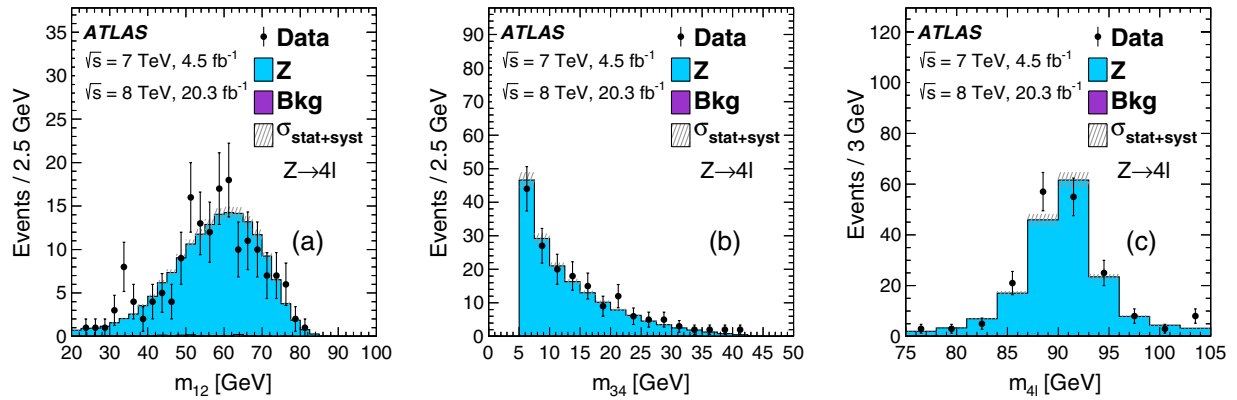 ATLAS
√s = 7 TeV, 4.5 fb⁻¹
√s = 8 TeV, 20.3 fb⁻¹
Data
Z
Bkg
σstat+syst
Z→4l
(a)
Events / 2.5 GeV
0 5 10 15 20 25 30 35
20 30 40 50 60 70 80 90 100
m12 [GeV]
ATLAS
√s = 7 TeV, 4.5 fb⁻¹
√s = 8 TeV, 20.3 fb⁻¹
Data
Z
Bkg
σstat+syst
Z→4l
(b)
Events / 2.5 GeV
0 10 20 30 40 50 60 70 80 90
0 5 10 15 20 25 30 35 40 45 50
m34 [GeV]
ATLAS
√s = 7 TeV, 4.5 fb⁻¹
√s = 8 TeV, 20.3 fb⁻¹
Data
Z
Bkg
σstat+syst
Z→4l
(c)
Events / 3 GeV
0 20 40 60 80 100 120
75 80 85 90 95 100 105
m4l [GeV]